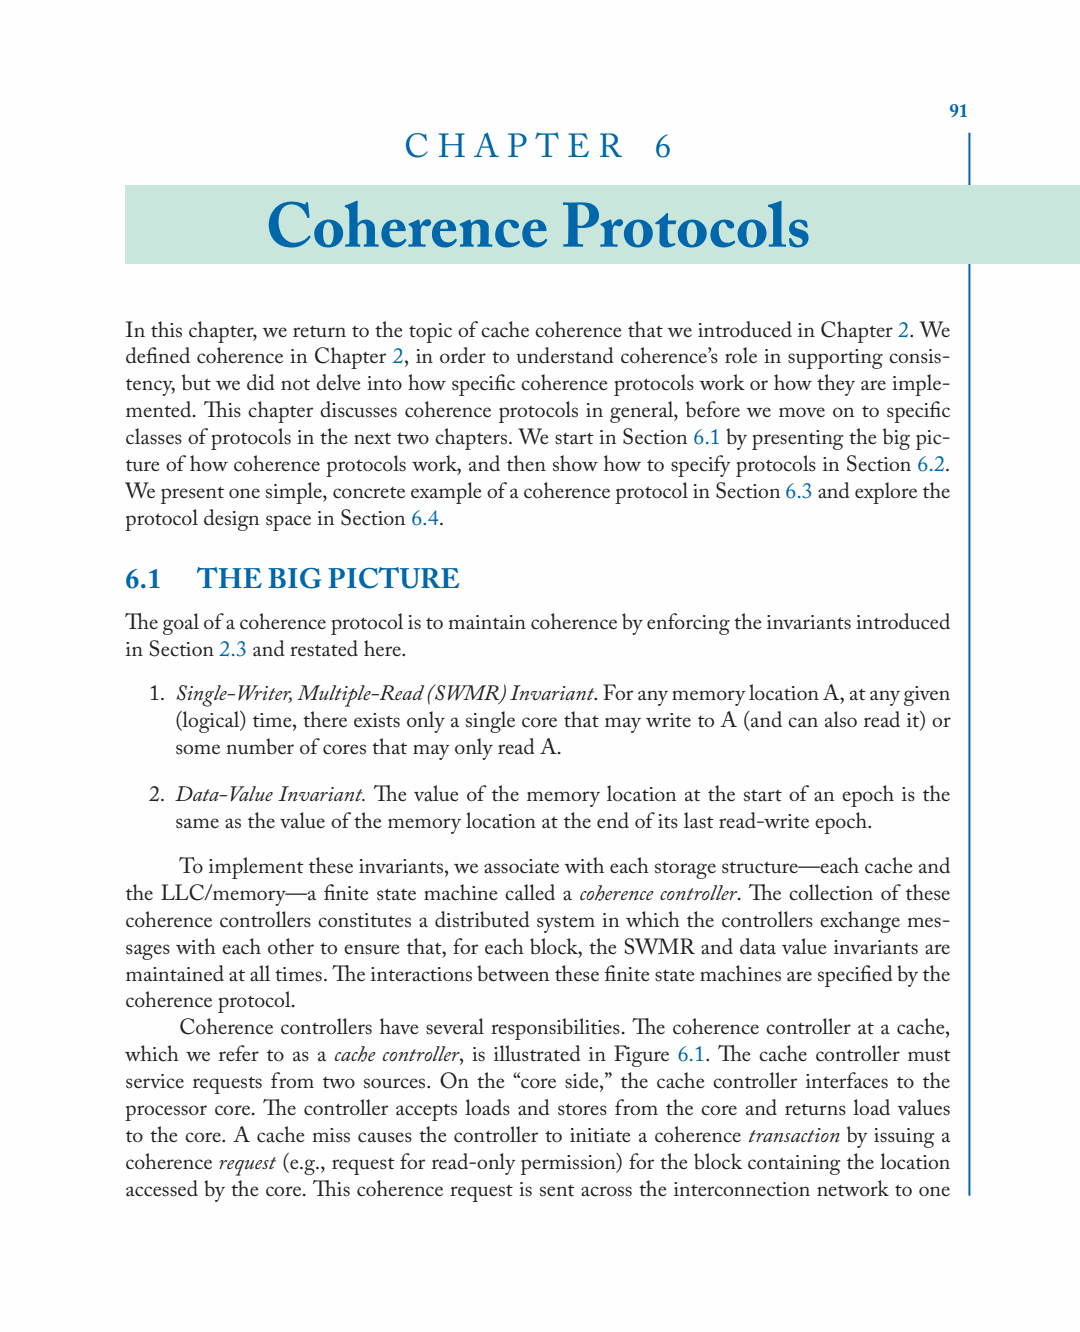 91
CHAPTER 6
Coherence Protocols
In this chapter, we return to the topic of cache coherence that we introduced in Chapter 2. We
defined coherence in Chapter 2, in order to understand coherence’s role in supporting consis-
tency, but we did not delve into how specific coherence protocols work or how they are imple-
mented. This chapter discusses coherence protocols in general, before we move on to specific
classes of protocols in the next two chapters. We start in Section 6.1 by presenting the big pic-
ture of how coherence protocols work, and then show how to specify protocols in Section 6.2.
We present one simple, concrete example of a coherence protocol in Section 6.3 and explore the
protocol design space in Section 6.4.
6.1 THE BIG PICTURE
The goal of a coherence protocol is to maintain coherence by enforcing the invariants introduced
in Section 2.3 and restated here.
1. Single-Writer, Multiple-Read (SWMR) Invariant. For any memory location A, at any given
(logical) time, there exists only a single core that may write to A (and can also read it) or
some number of cores that may only read A.
2. Data-Value Invariant. The value of the memory location at the start of an epoch is the
same as the value of the memory location at the end of its last read-write epoch.
To implement these invariants, we associate with each storage structure—each cache and
the LLC/memory—a finite state machine called a coherence controller. The collection of these
coherence controllers constitutes a distributed system in which the controllers exchange mes-
sages with each other to ensure that, for each block, the SWMR and data value invariants are
maintained at all times. The interactions between these finite state machines are specified by the
coherence protocol.
Coherence controllers have several responsibilities. The coherence controller at a cache,
which we refer to as a cache controller, is illustrated in Figure 6.1. The cache controller must
service requests from two sources. On the “core side,” the cache controller interfaces to the
processor core. The controller accepts loads and stores from the core and returns load values
to the core. A cache miss causes the controller to initiate a coherence transaction by issuing a
coherence request (e.g., request for read-only permission) for the block containing the location
accessed by the core. This coherence request is sent across the interconnection network to one